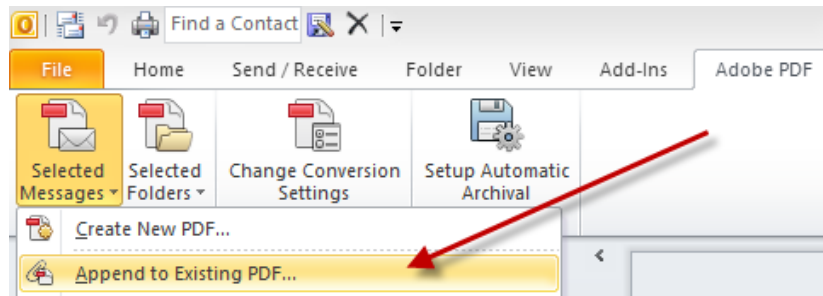 Find a Contact
File Home Send / Receive Folder View Add-Ins Adobe PDF
Selected Messages
Selected Folders
Change Conversion Settings
Setup Automatic Archival
Create New PDF...
Append to Existing PDF...